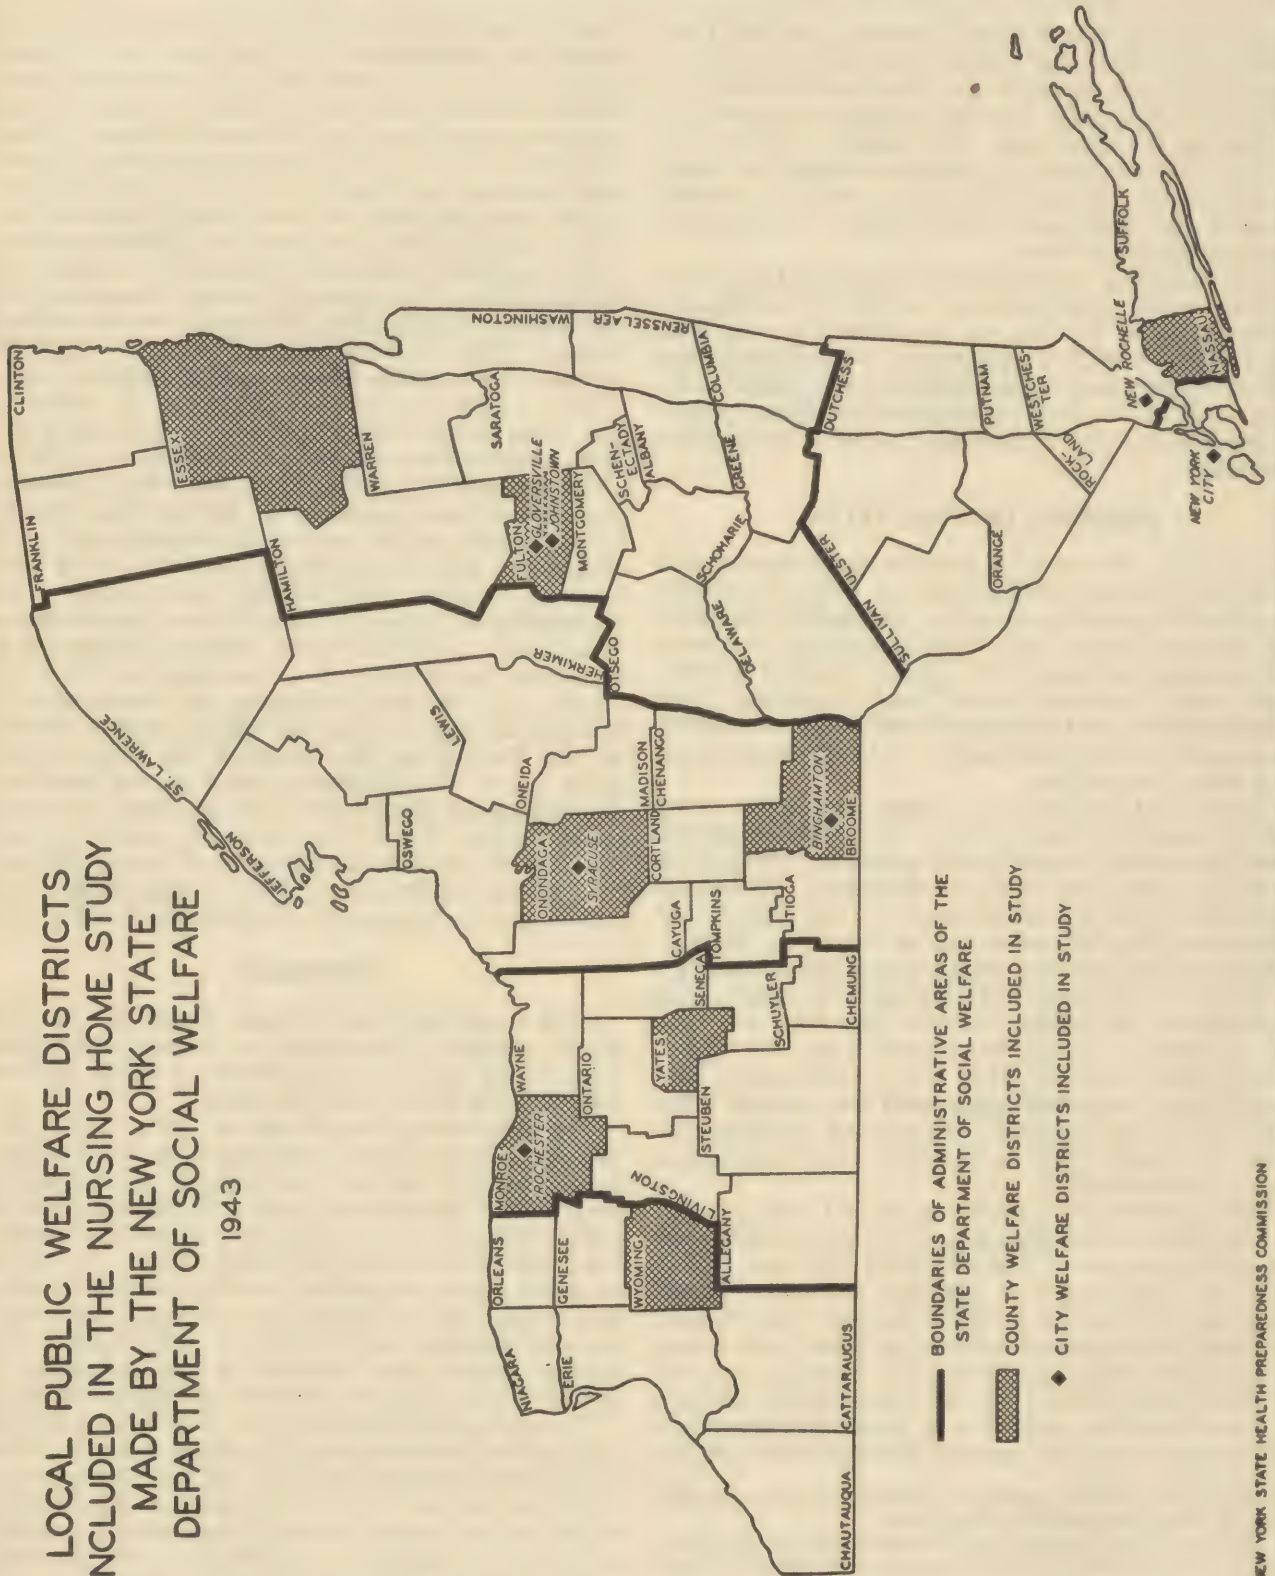 LOCAL PUBLIC WELFARE DISTRICTS
NCLUDED IN THE NURSING HOME STUDY
MADE BY THE NEW YORK STATE
DEPARTMENT OF SOCIAL WELFARE
1943
CLINTON
FRANKLIN
ESSEX
ST. LAWRENCE
JEFFERSON
HAMILTON
WARREN
WASHINGTON
LEWIS
HERKIMER
OSWEGO
ONEIDA
FULTON
GLOVERSVILLE
JOHNSTOWN
SARATOGA
MONTGOMERY
SCHEN-
ECTADY
ALBANY
RENSSELAER
NIAGARA
ORLEANS
MONROE
ROCHESTER
WAYNE
ONONDAGA
SYRACUSE
MADISON
CHENANGO
OTSEGO
SCHOHARIE
ERIE
GENESEE
ONTARIO
CAYUGA
CORTLAND
GREENE
COLUMBIA
WYOMING
LIVINGSTON
YATES
SENECA
TOMPKINS
DELAWARE
ALLEGANY
STEUBEN
SCHUYLER
TIOGA
BINGHAMTON
BROOME
CHAUTAUQUA
CATTARAUGUS
CHEMUNG
SULLIVAN
ULSTER
DUTCHESS
ORANGE
PUTNAM
WESTCHES-
TER
ROCK-
LAND
NEW ROCHELLE
NEW YORK
CITY
SUFFOLK
NASSAU
BOUNDARIES OF ADMINISTRATIVE AREAS OF THE
STATE DEPARTMENT OF SOCIAL WELFARE
COUNTY WELFARE DISTRICTS INCLUDED IN STUDY
CITY WELFARE DISTRICTS INCLUDED IN STUDY
EW YORK STATE HEALTH PREPAREDNESS COMMISSION